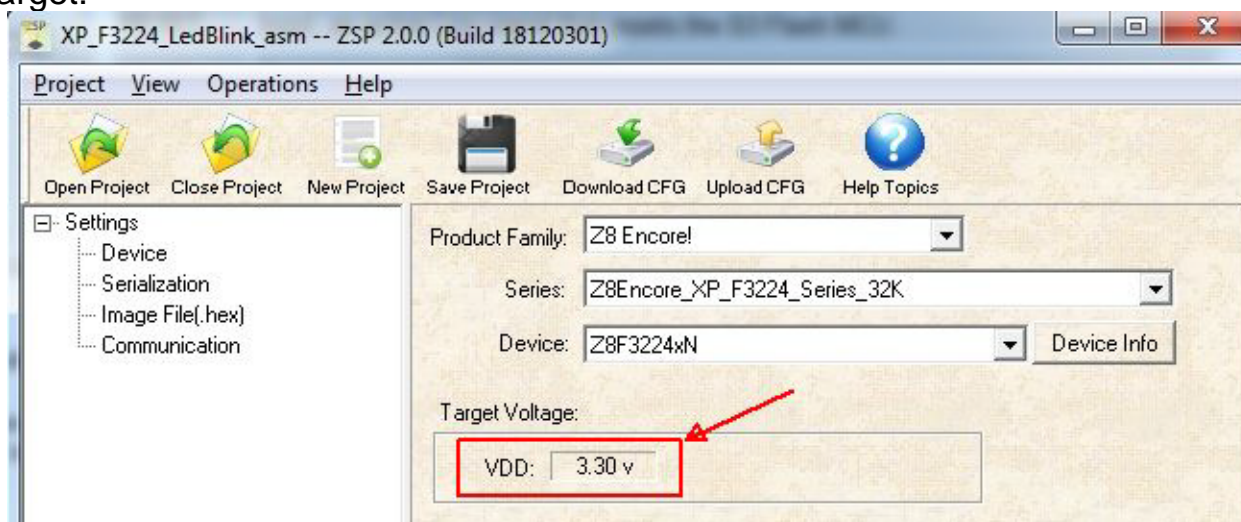 XP_F3224_LedBlink_asm -- ZSP 2.0.0 (Build 18120301)
Project View Operations Help
Open Project Close Project New Project Save Project Download CFG Upload CFG Help Topics
Settings
Device
Serialization
Image File(.hex)
Communication
Product Family: Z8 Encore!
Series: Z8Encore_XP_F3224_Series_32K
Device: Z8F3224xN Device Info
Target Voltage:
VDD: 3.30 v